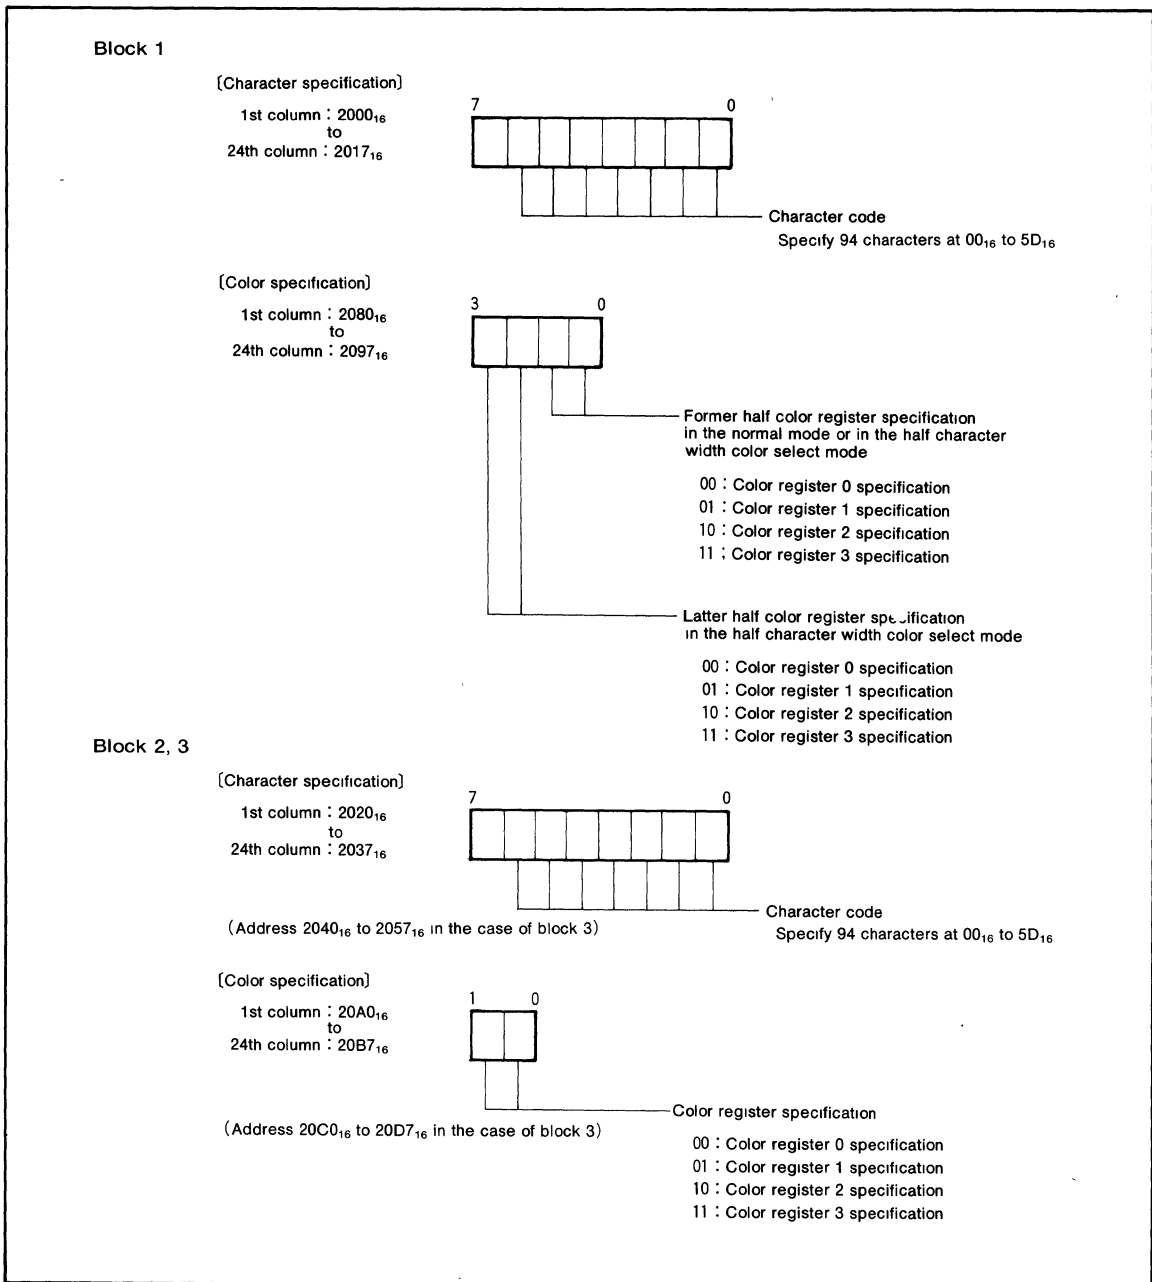 Block 1
〔Character specification〕
1st column : 2000₁₆
to
24th column : 2017₁₆
7 0
Character code
Specify 94 characters at 00₁₆ to 5D₁₆
〔Color specification〕
1st column : 2080₁₆
to
24th column : 2097₁₆
3 0
Former half color register specification
in the normal mode or in the half character
width color select mode
00 : Color register 0 specification
01 : Color register 1 specification
10 : Color register 2 specification
11 : Color register 3 specification
Latter half color register specification
in the half character width color select mode
00 : Color register 0 specification
01 : Color register 1 specification
10 : Color register 2 specification
11 : Color register 3 specification
Block 2, 3
〔Character specification〕
1st column : 2020₁₆
to
24th column : 2037₁₆
7 0
Character code
Specify 94 characters at 00₁₆ to 5D₁₆
(Address 2040₁₆ to 2057₁₆ in the case of block 3)
〔Color specification〕
1st column : 20A0₁₆
to
24th column : 20B7₁₆
1 0
Color register specification
(Address 20C0₁₆ to 20D7₁₆ in the case of block 3)
00 : Color register 0 specification
01 : Color register 1 specification
10 : Color register 2 specification
11 : Color register 3 specification